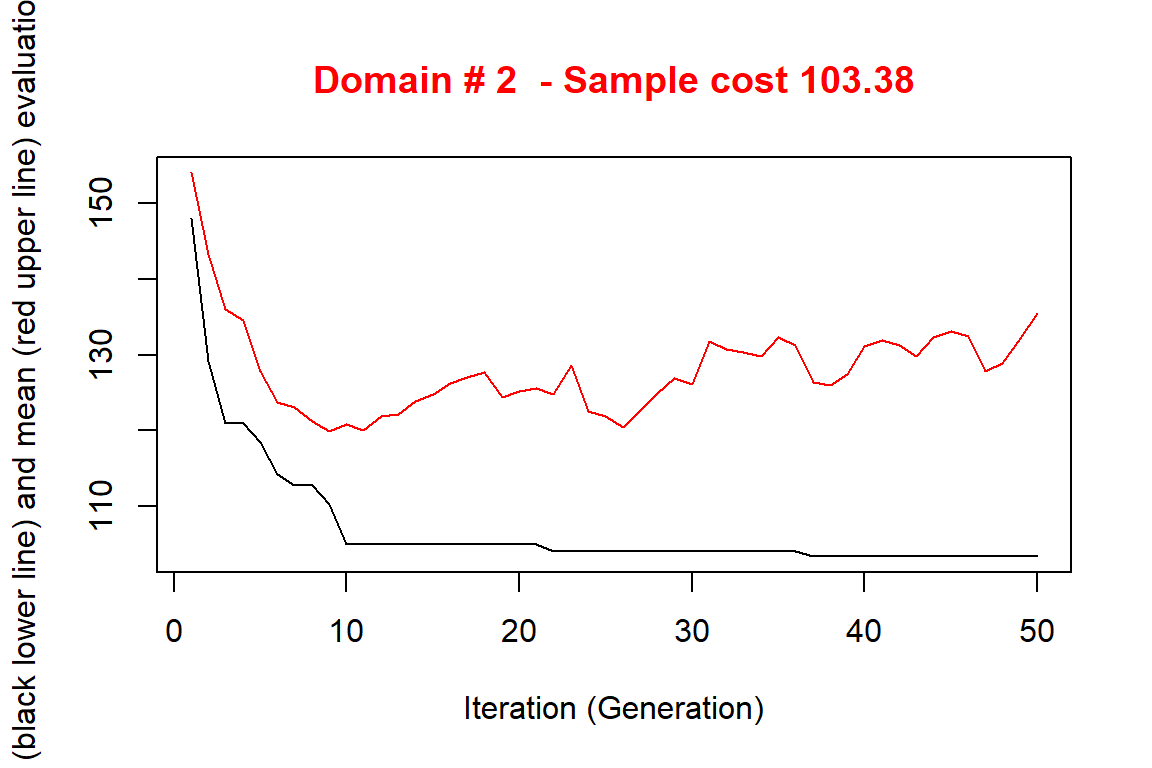 Domain # 2  - Sample cost 103.38
(black lower line) and mean (red upper line) evaluatio
150
130
110
0 10 20 30 40 50
Iteration (Generation)